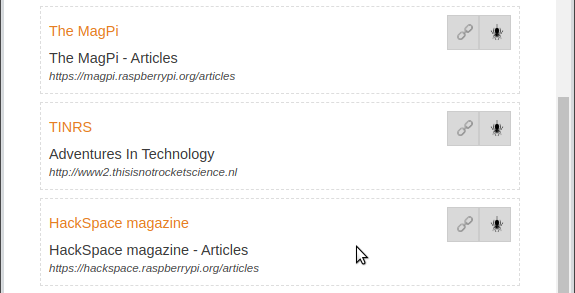 The MagPi
The MagPi - Articles
https://magpi.raspberrypi.org/articles
TINRS
Adventures In Technology
http://www2.thisisnotrocketscience.nl
HackSpace magazine
HackSpace magazine - Articles
https://hackspace.raspberrypi.org/articles